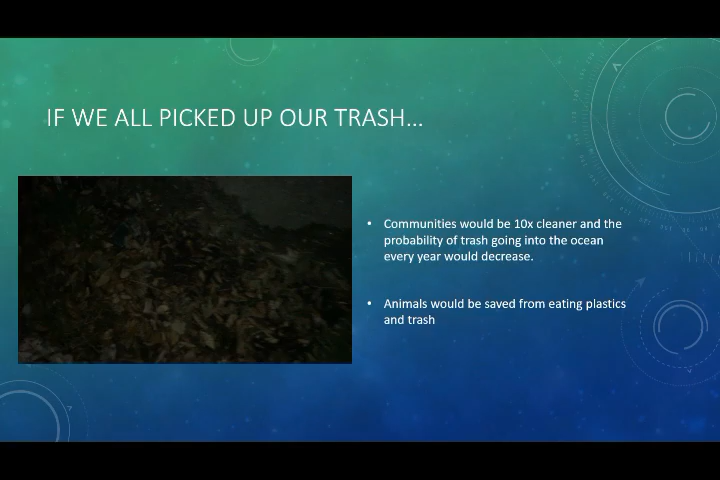 IF WE ALL PICKED UP OUR TRASH...
• Communities would be 10x cleaner and the
probability of trash going into the ocean
every year would decrease.
• Animals would be saved from eating plastics
and trash